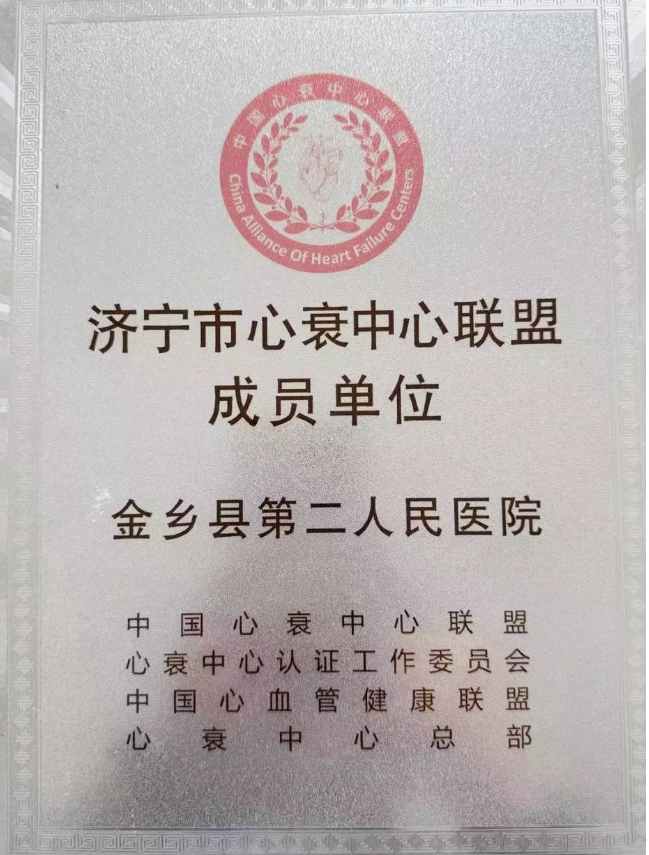 中国心衰中心联盟
China Alliance Of Heart Failure Centers
济宁市心衰中心联盟
成员单位
金乡县第二人民医院
中国心衰中心联盟
心衰中心认证工作委员会
中国心血管健康联盟
心衰中心总部